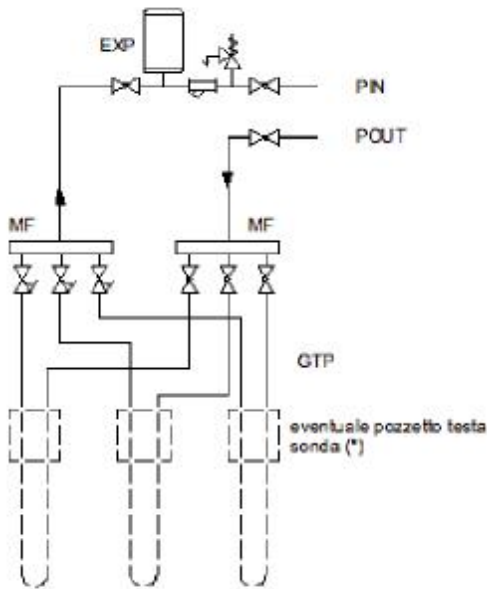 EXP
PIN
POUT
MF
MF
GTP
eventuale pozzetto testa
sonda (*)